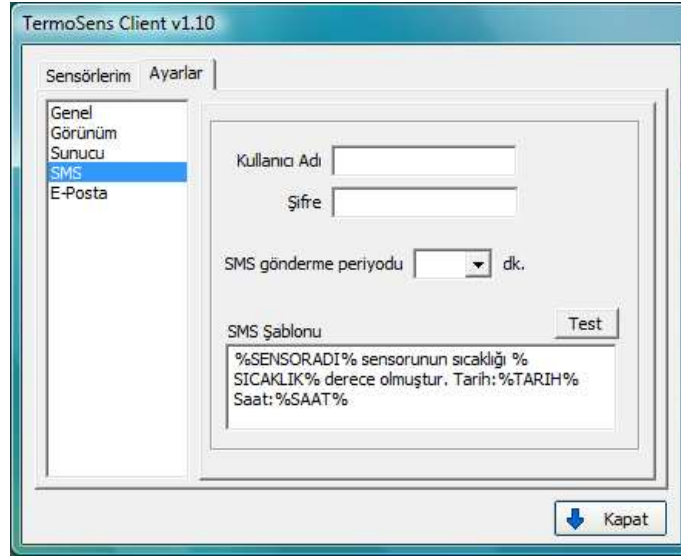 TermoSens Client v1.10
Sensörlerim
Ayarlar
Genel
Görünüm
Sunucu
SMS
E-Posta
Kullanıcı Adı
Şifre
SMS gönderme periyodu
dk.
SMS Şablonu
Test
%SENSORADI% sensorunun sıcaklığı %
SICAKLIK% derece olmuştur. Tarih:%TARIH%
Saat:%SAAT%
Kapat